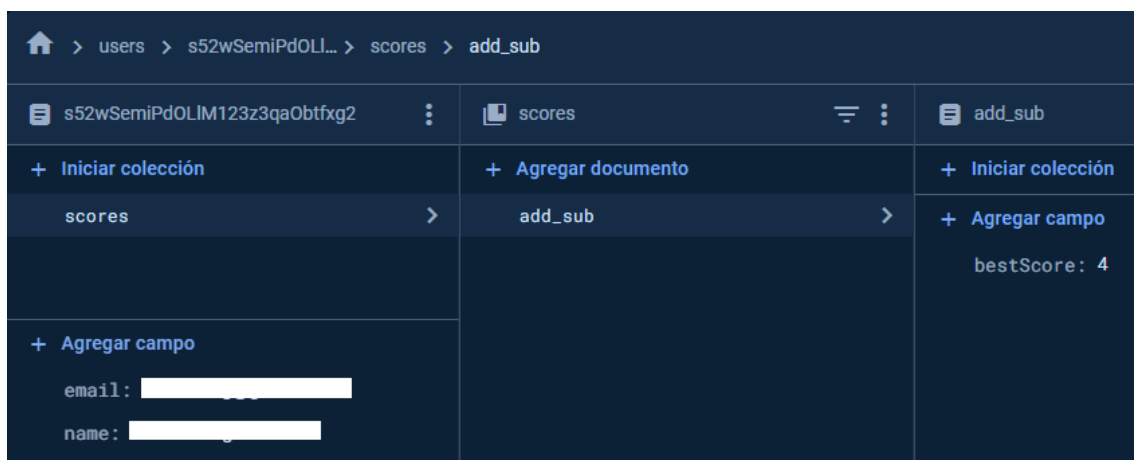 > users > s52wSemiPdOLl… > scores > add_sub
s52wSemiPdOLlM123z3qaObtfxg2
+ Iniciar colección
scores >
+ Agregar campo
email:
name:
scores
+ Agregar documento
add_sub >
add_sub
+ Iniciar colección
+ Agregar campo
bestScore: 4